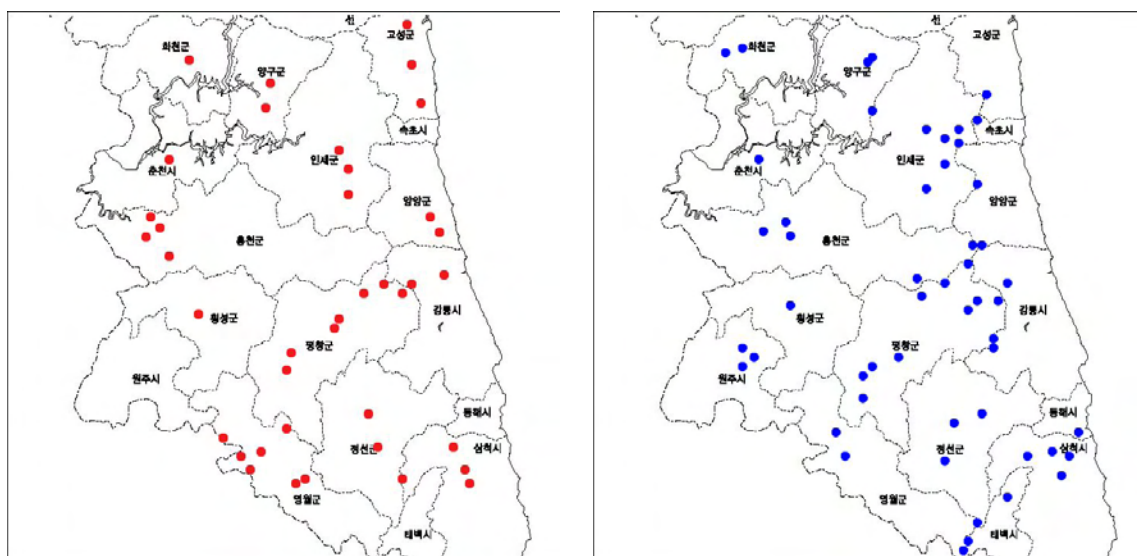 고성군
화천군
양구군
속초시
인제군
춘천시
양양군
홍천군
강릉시
횡성군
평창군
원주시
동해시
정선군
삼척시
영월군
태백시
고성군
화천군
양구군
속초시
인제군
춘천시
양양군
홍천군
강릉시
횡성군
평창군
원주시
동해시
정선군
삼척시
영월군
태백시